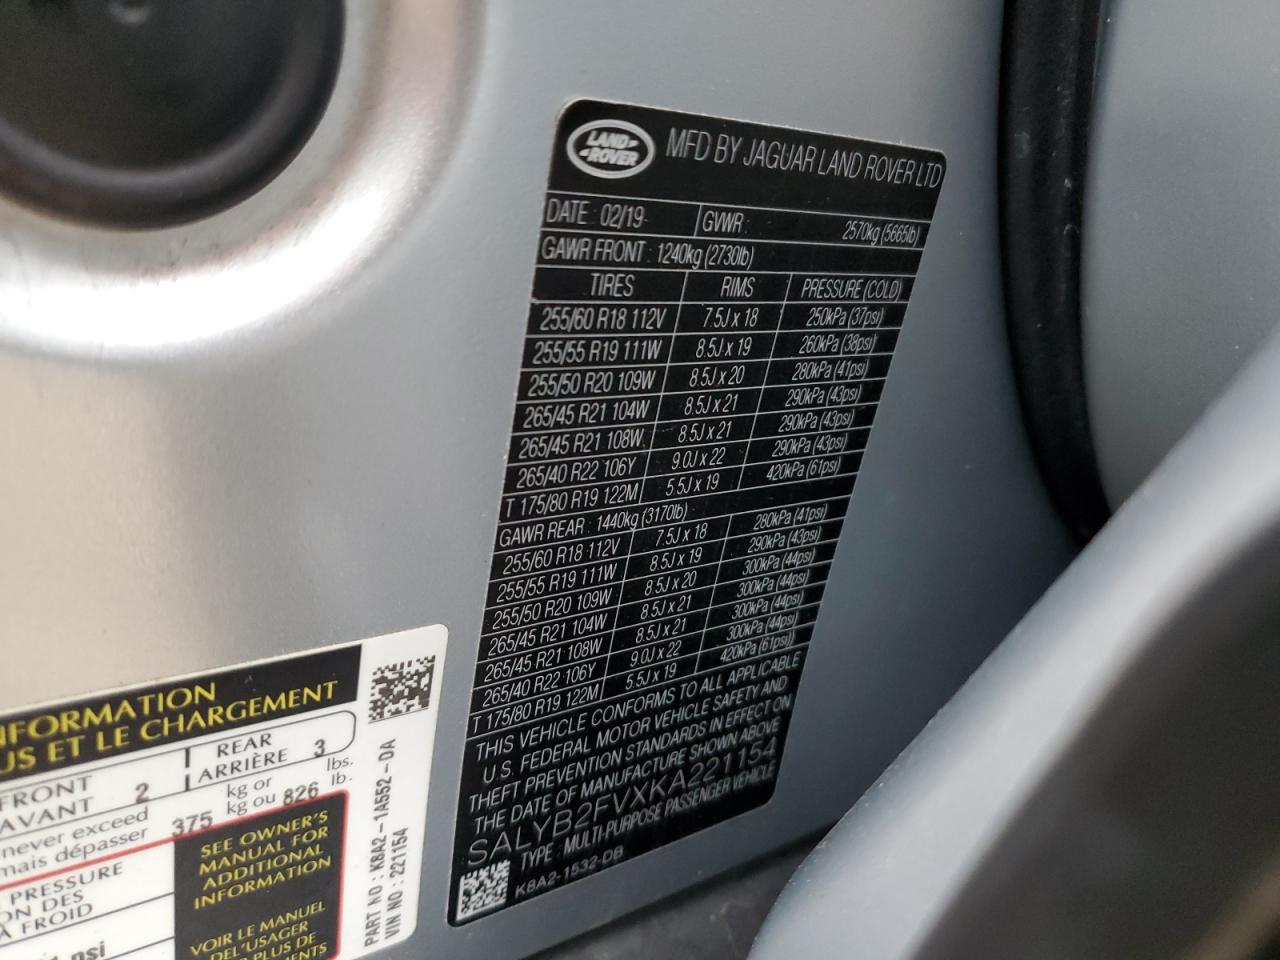 LAND ROVER MFD BY JAGUAR LAND ROVER LTD
DATE: 02/19 GVWR: 2570kg (5665lb)
GAWR FRONT: 1240kg (2730lb)
TIRES RIMS PRESSURE (COLD)
255/60 R18 112V 7.5J x 18 250kPa (37psi)
255/55 R19 111W 8.5J x 19 260kPa (38psi)
255/50 R20 109W 8.5J x 20 280kPa (41psi)
265/45 R21 104W 8.5J x 21 290kPa (43psi)
265/45 R21 108W 8.5J x 21 290kPa (43psi)
265/40 R22 106Y 9.0J x 22 290kPa (43psi)
T 175/80 R19 122M 5.5J x 19 420kPa (61psi)
GAWR REAR: 1440kg (3170lb)
255/60 R18 112V 7.5J x 18 280kPa (41psi)
255/55 R19 111W 8.5J x 19 290kPa (43psi)
255/50 R20 109W 8.5J x 20 300kPa (44psi)
265/45 R21 104W 8.5J x 21 300kPa (44psi)
265/45 R21 108W 8.5J x 21 300kPa (44psi)
265/40 R22 106Y 9.0J x 22 300kPa (44psi)
T 175/80 R19 122M 5.5J x 19 420kPa (61psi)
THIS VEHICLE CONFORMS TO ALL APPLICABLE
U.S. FEDERAL MOTOR VEHICLE SAFETY AND
THEFT PREVENTION STANDARDS IN EFFECT ON
THE DATE OF MANUFACTURE SHOWN ABOVE
SALYB2FVXKA221154
TYPE: MULTI-PURPOSE PASSENGER VEHICLE
K8A2-1532-DB
NFORMATION
US ET LE CHARGEMENT
FRONT REAR
AVANT 2 ARRIÈRE 3
never exceed kg or lbs.
mais dépasser 375 kg ou 826 lb.
PRESSURE
ON DES
À FROID
psi
SEE OWNER'S
MANUAL FOR
ADDITIONAL
INFORMATION
VOIR LE MANUEL
DE L'USAGER
PLUS DE
PART NO: K8A2-1A552-DA
VIN NO: 221154